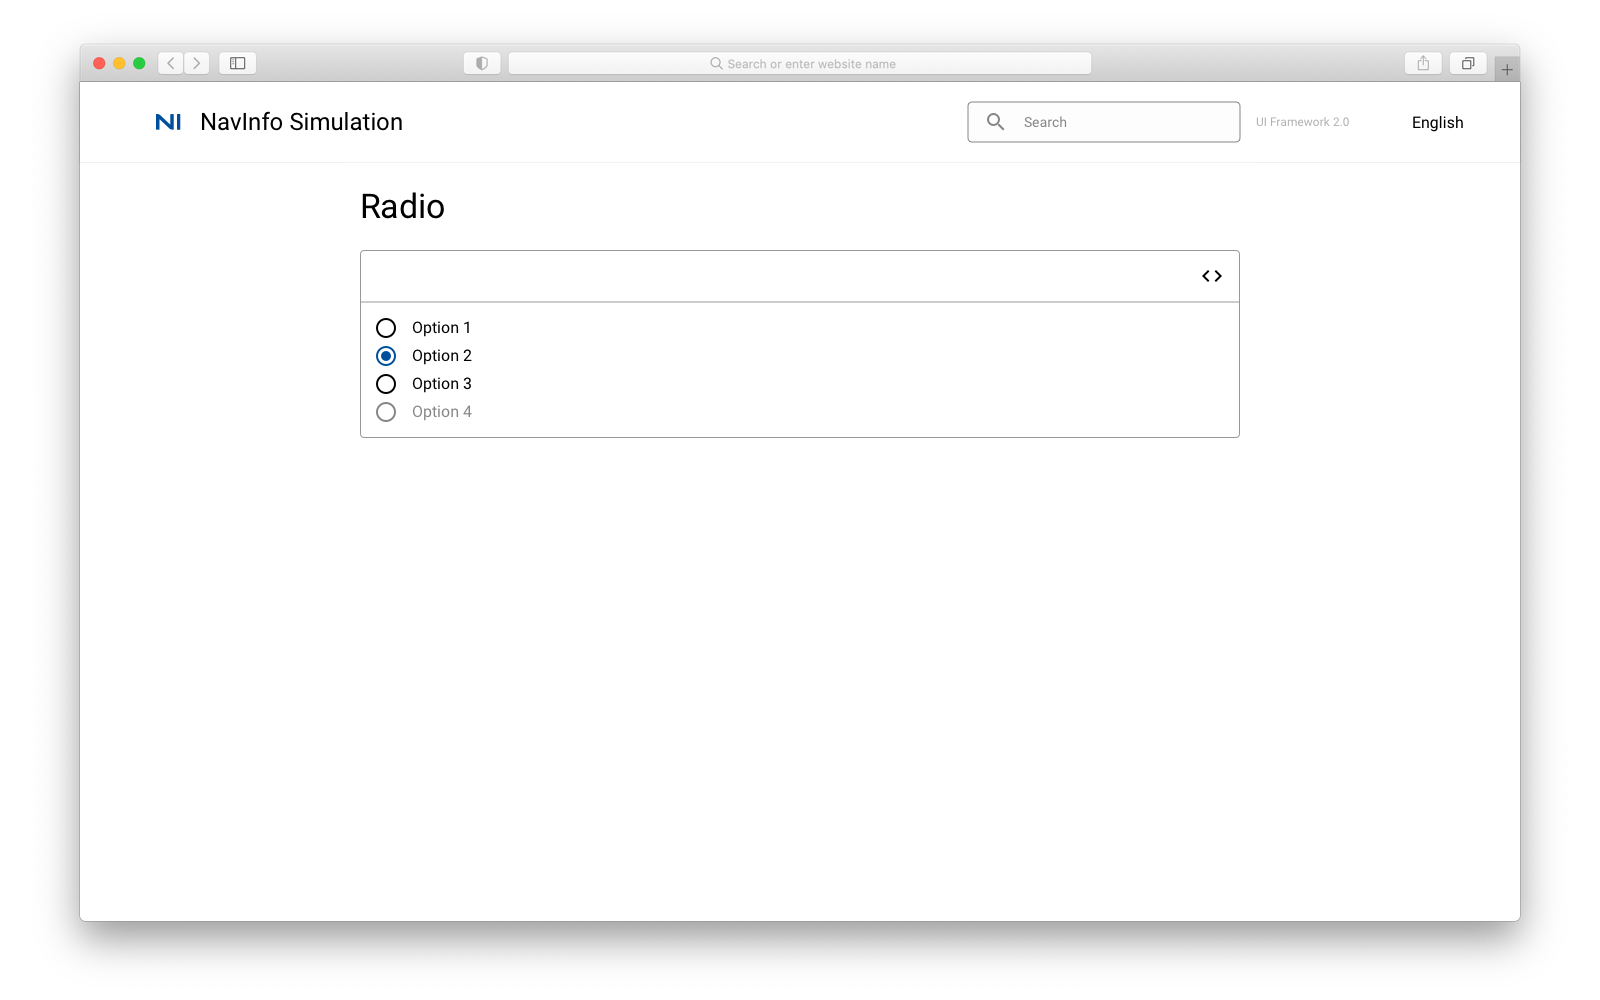 Search or enter website name
NI NavInfo Simulation
Search
UI Framework 2.0
English
Radio
Option 1
Option 2
Option 3
Option 4